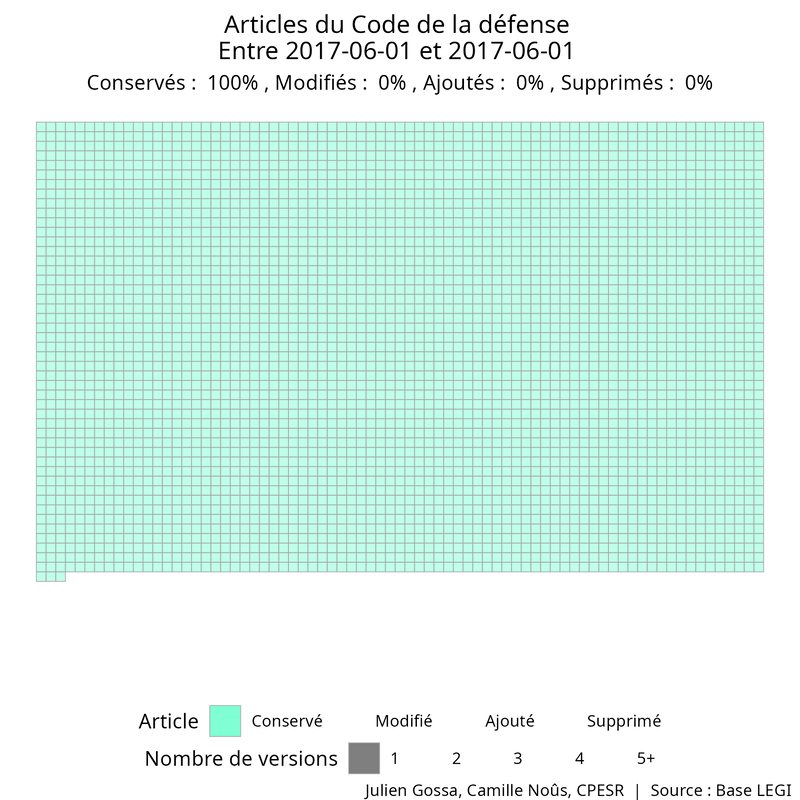 Articles du Code de la défense
Entre 2017-06-01 et 2017-06-01
Conservés :  100% , Modifiés :  0% , Ajoutés :  0% , Supprimés :  0%
Article Conservé Modifié Ajouté Supprimé
Nombre de versions 1 2 3 4 5+
Julien Gossa, Camille Noûs, CPESR  |  Source : Base LEGI